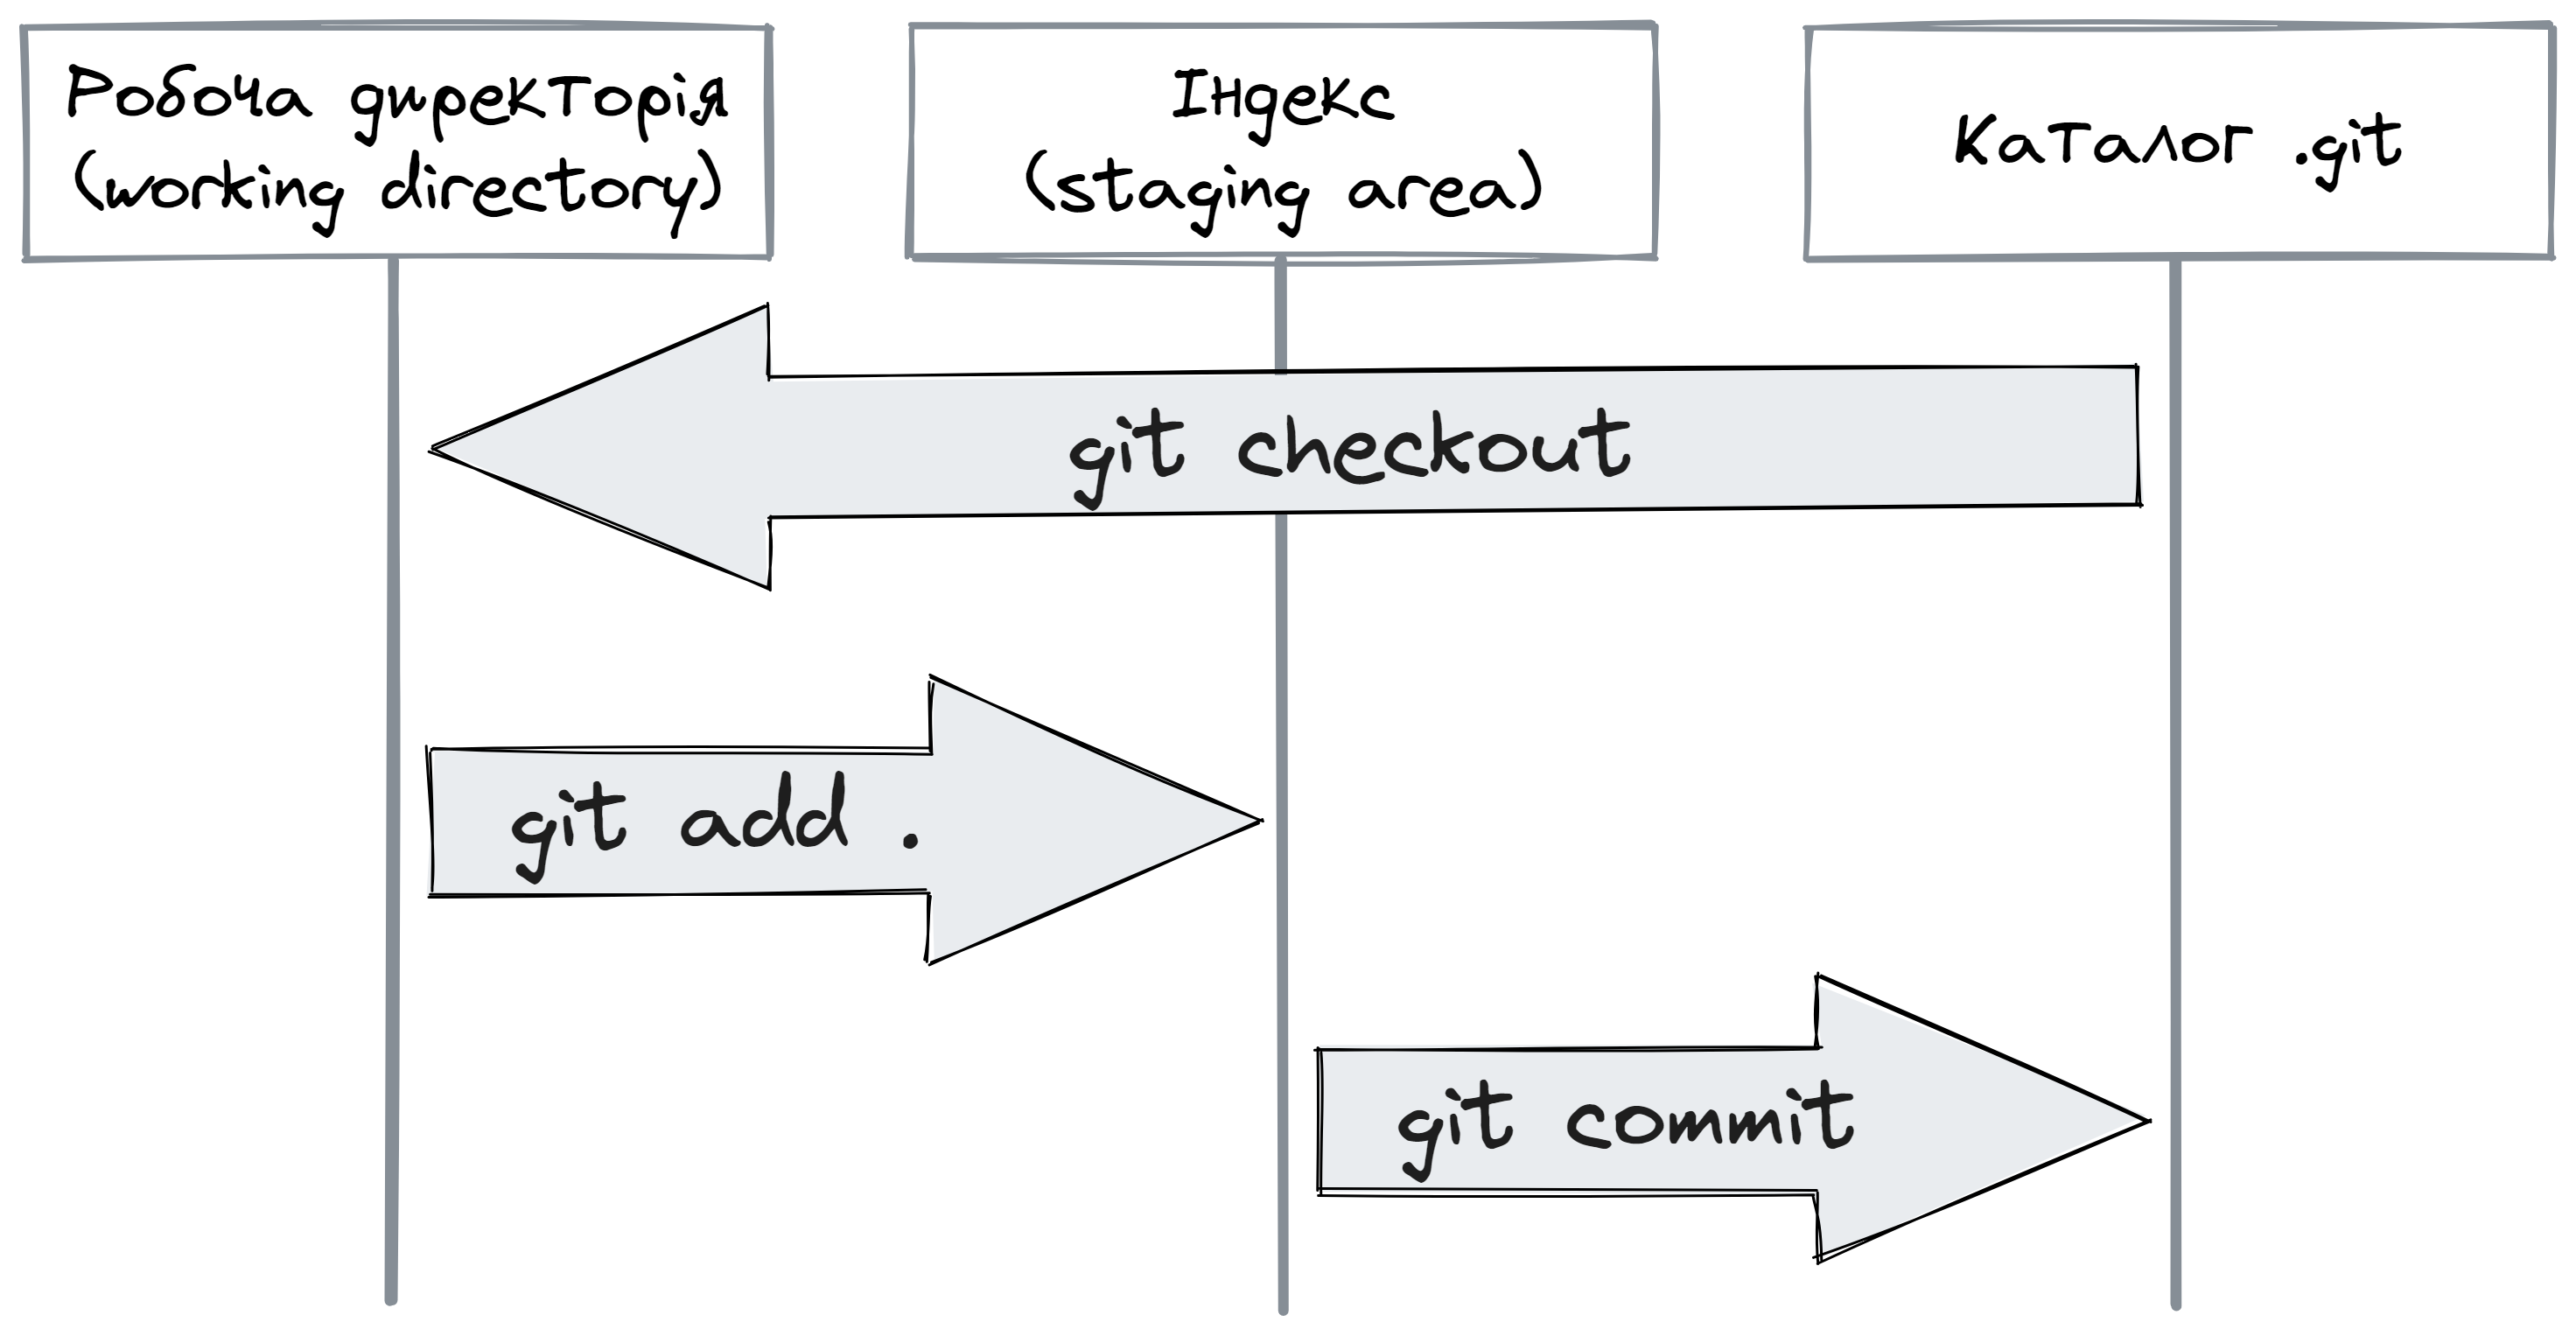 Робоча директорія
(working directory)
Індекс
(staging area)
Каталог .git
git checkout
git add .
git commit